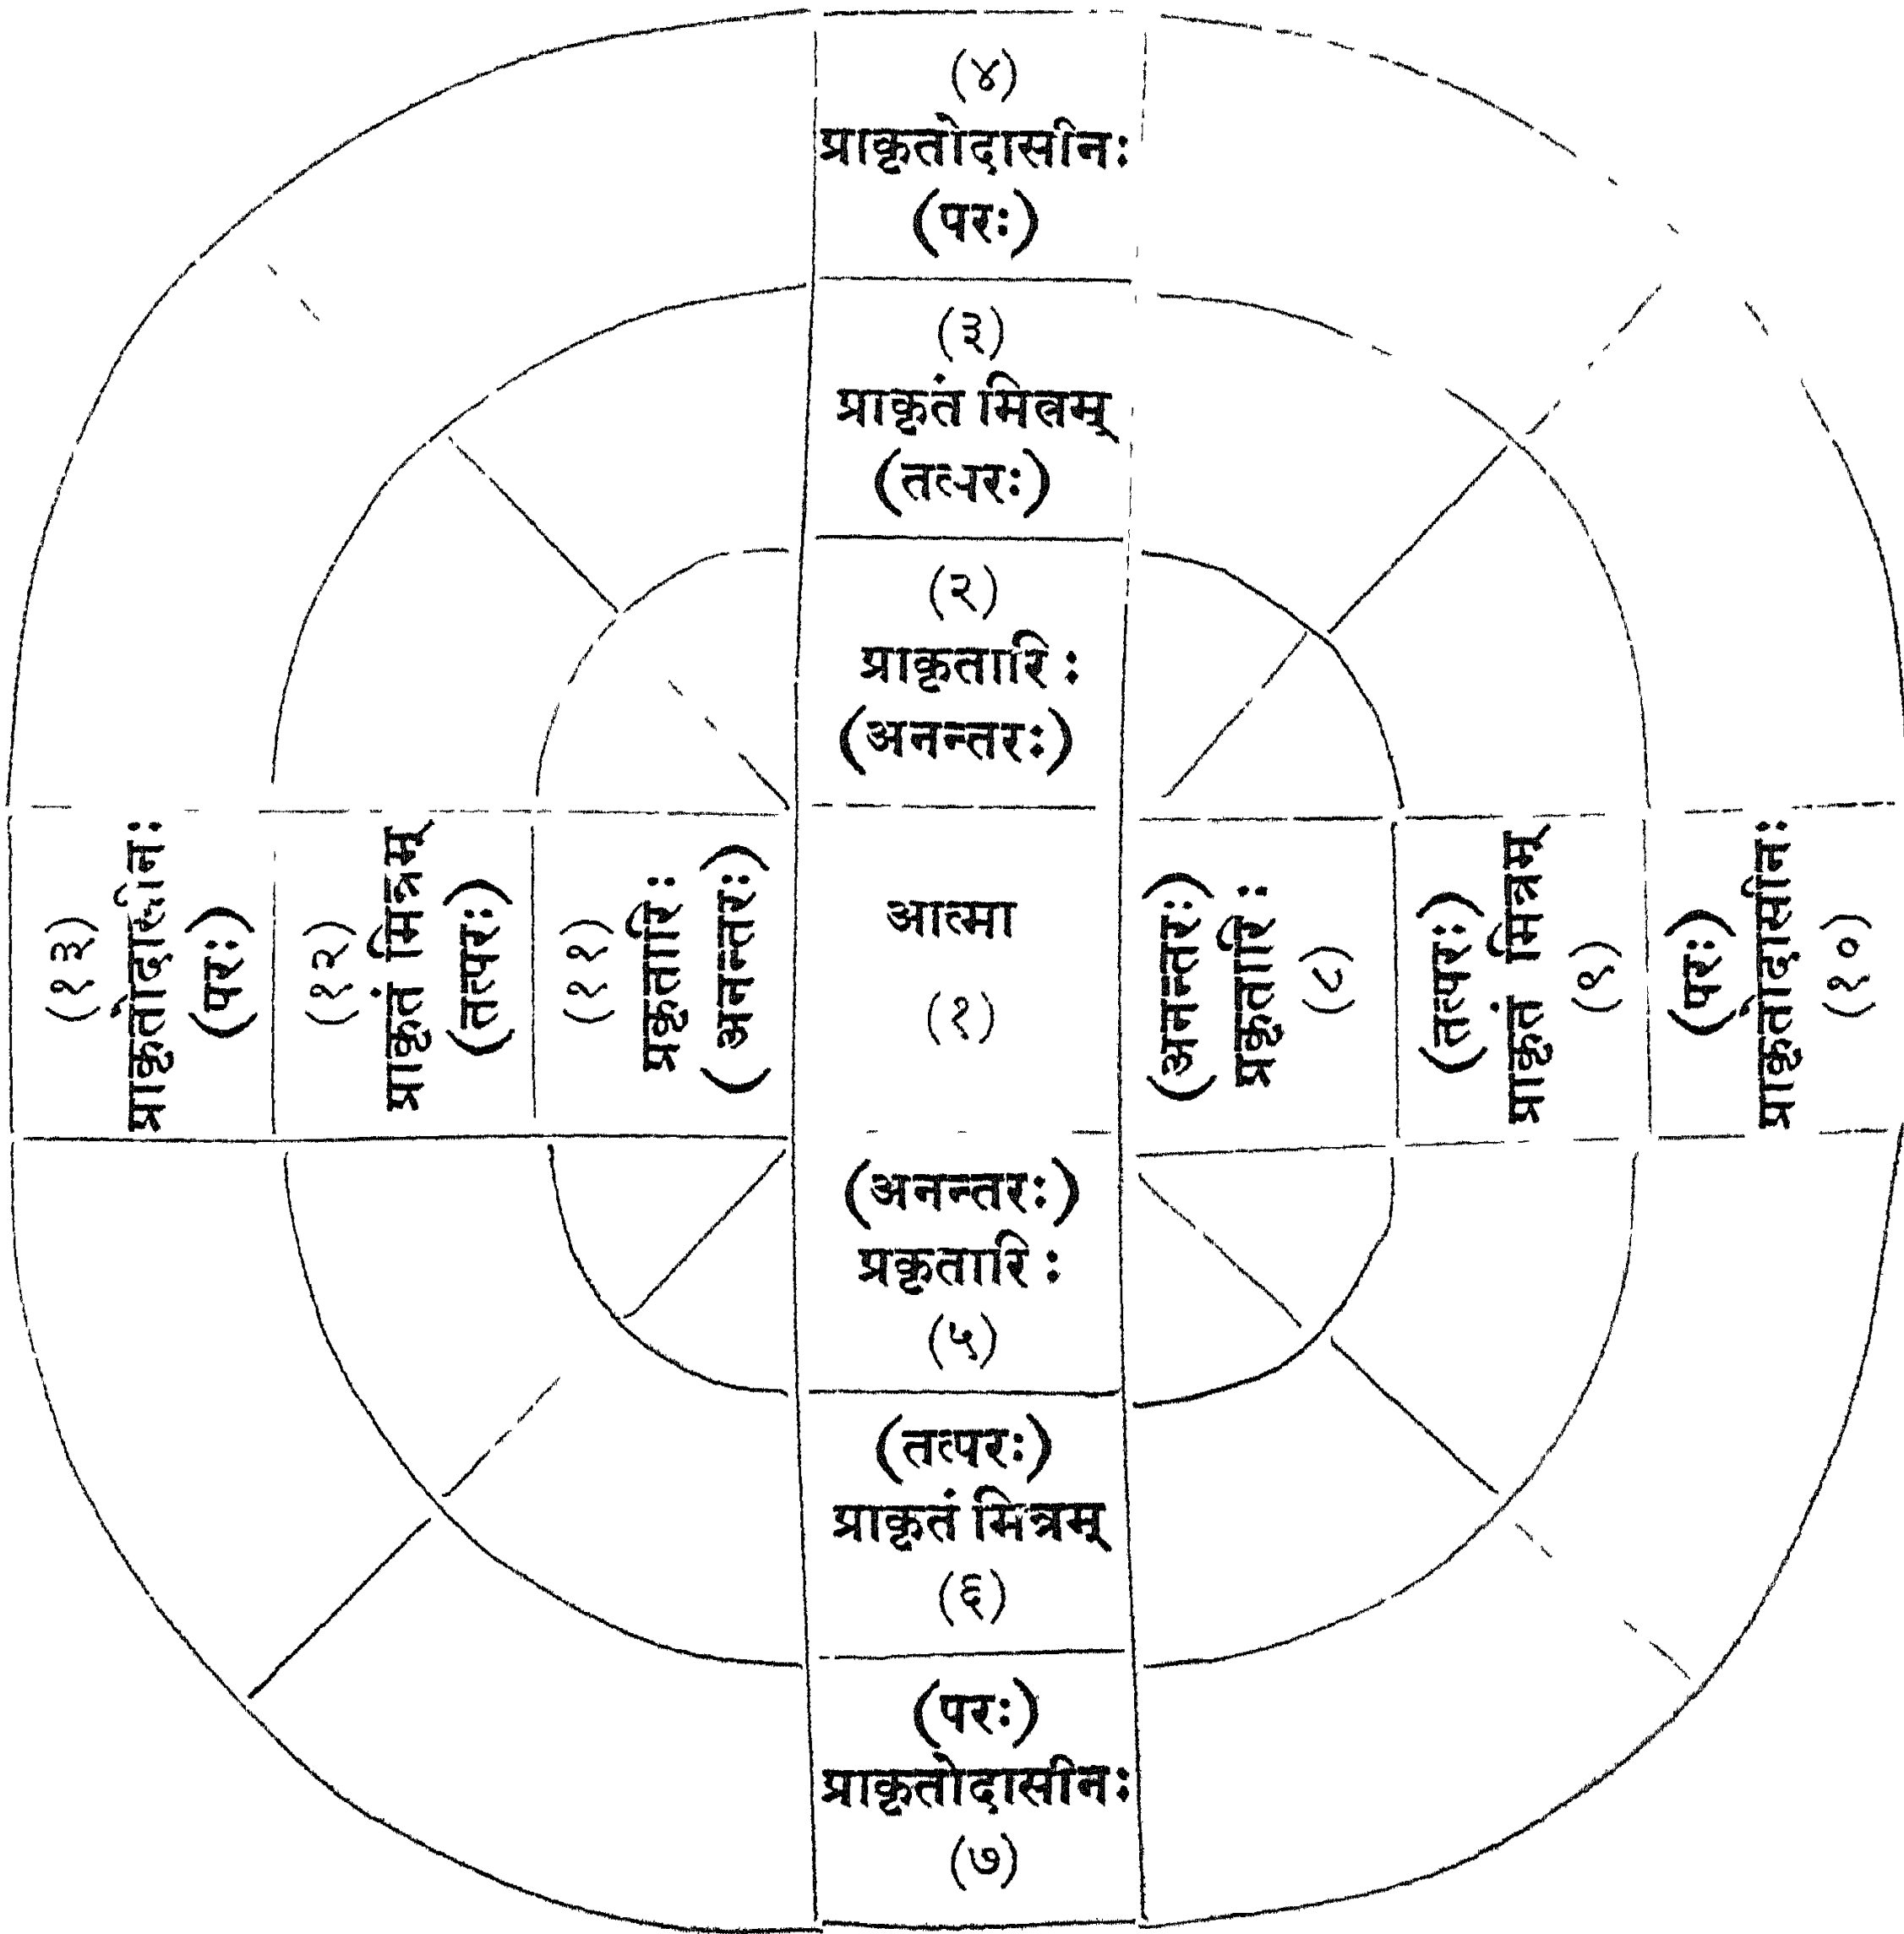 (४)
प्राकृतोदासीनः
(परः)
(३)
प्राकृतं मित्रम्
(तत्परः)
(२)
प्राकृतारिः
(अनन्तरः)
(१३)
प्राकृतोदासीनः
(परः)
(१२)
प्राकृतं मित्रम्
(तत्परः)
(११)
प्रकृतारिः
(अनन्तरः)
आत्मा
(१)
(अनन्तरः)
प्रकृतारिः
(८)
(तत्परः)
प्राकृतं मित्रम्
(९)
(परः)
प्राकृतोदासीनः
(१०)
(अनन्तरः)
प्रकृतारिः
(५)
(तत्परः)
प्राकृतं मित्रम्
(६)
(परः)
प्राकृतोदासीनः
(७)